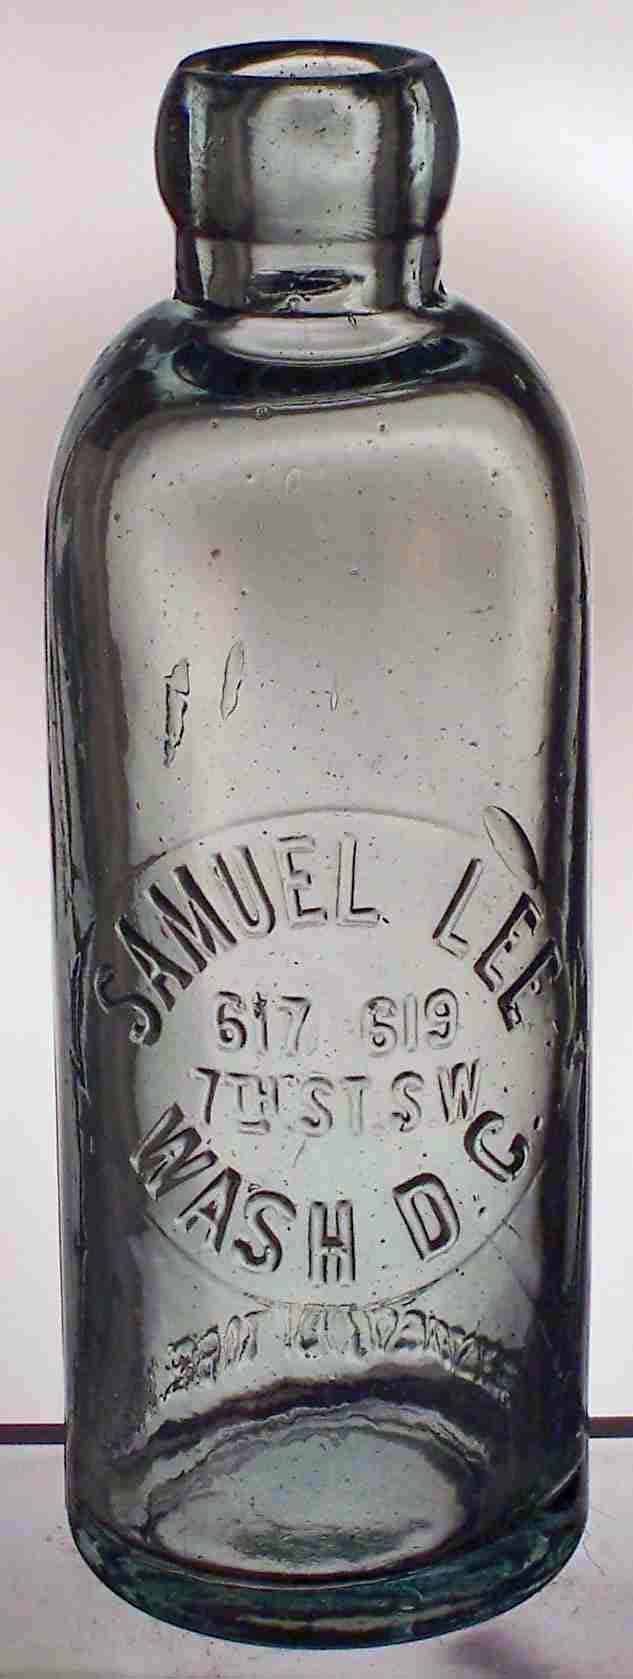 SAMUEL LEE
617 619
7TH ST. S W
WASH D. C.